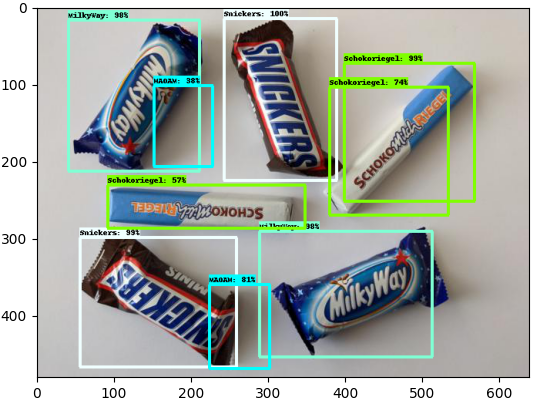 0
MilkyWay: 98%
Snickers: 100%
MilkyWay
MAOAM: 38%
SNICKERS
Schokoriegel: 99%
Schokoriegel: 74%
SCHOKO Milch RIEGEL
100
200
Schokoriegel: 57%
SCHOKO Milch RIEGEL
300
MilkyWay: 98%
Snickers: 99%
MINIS
SNICKERS
MAOAM: 81%
MilkyWay
400
0 100 200 300 400 500 600